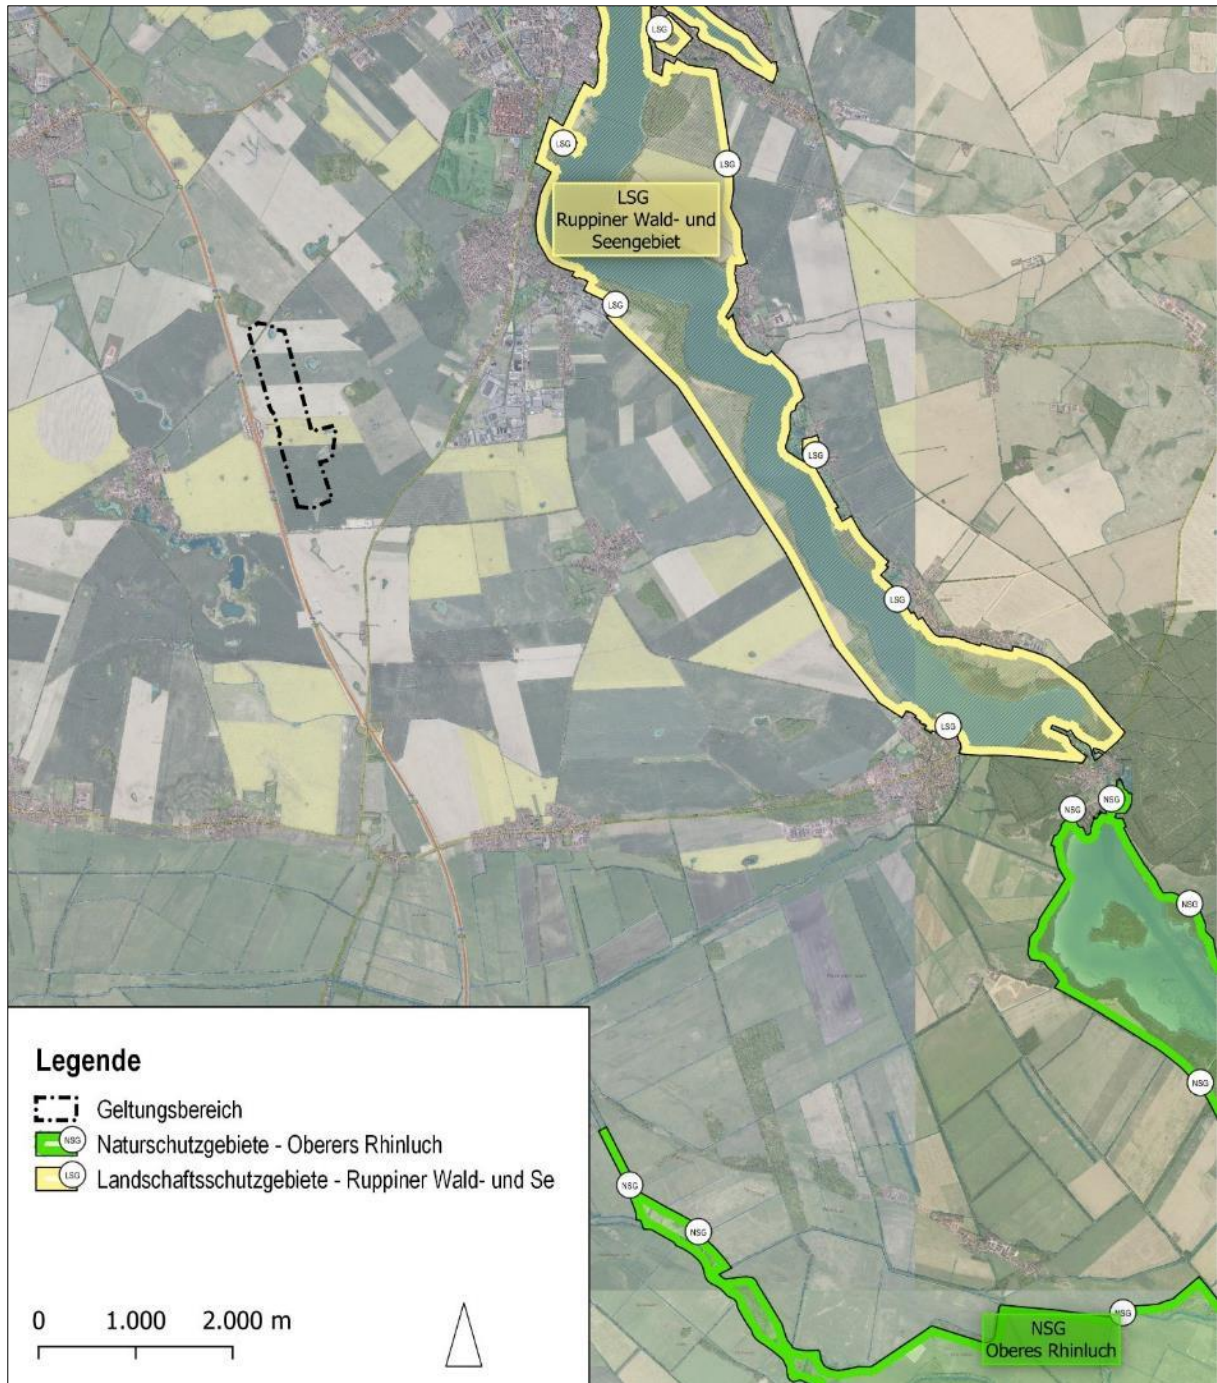 LSG
LSG
LSG
LSG
Ruppiner Wald- und
Seengebiet
LSG
LSG
LSG
LSG
NSG
NSG
NSG
NSG
Legende
Geltungsbereich
NSG
Naturschutzgebiete - Oberers Rhinluch
LSG
Landschaftsschutzgebiete - Ruppiner Wald- und Se
NSG
NSG
0 1.000 2.000 m
NSG
NSG
Oberes Rhinluch